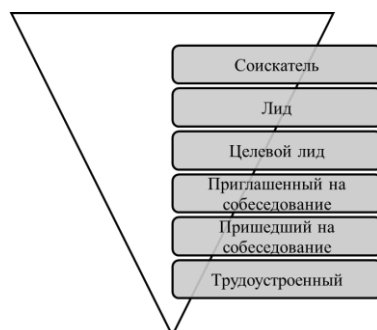 Соискатель
Лид
Целевой лид
Приглашенный на
собеседование
Пришедший на
собеседование
Трудоустроенный